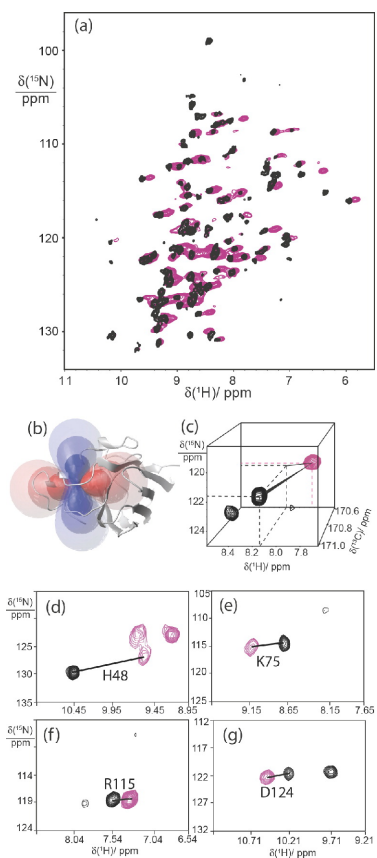 (a)
δ(¹⁵N)
ppm
100
110
120
130
11 10 9 8 7 6
δ(¹H)/ ppm
(b)
(c)
δ(¹⁵N)
ppm
120
122
124
8.4 8.2 8.0 7.8
δ(¹H)/ ppm
170.6
170.8
171.0
δ(¹³C)/ ppm
(d)
δ(¹⁵N)
ppm
120
125
130
135
H48
10.45 9.95 9.45 8.95
(e)
105
115
125
K75
9.15 8.65 8.15 7.65
(f)
δ(¹⁵N)
ppm
114
119
124
R115
8.04 7.54 7.04 6.54
δ(¹H)/ ppm
(g)
112
122
132
D124
10.71 10.21 9.71 9.21
δ(¹H)/ ppm